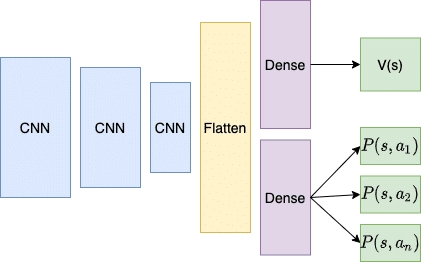 CNN
CNN
CNN
Flatten
Dense
V(s)
Dense
P(s, a₁)
P(s, a₂)
P(s, aₙ)